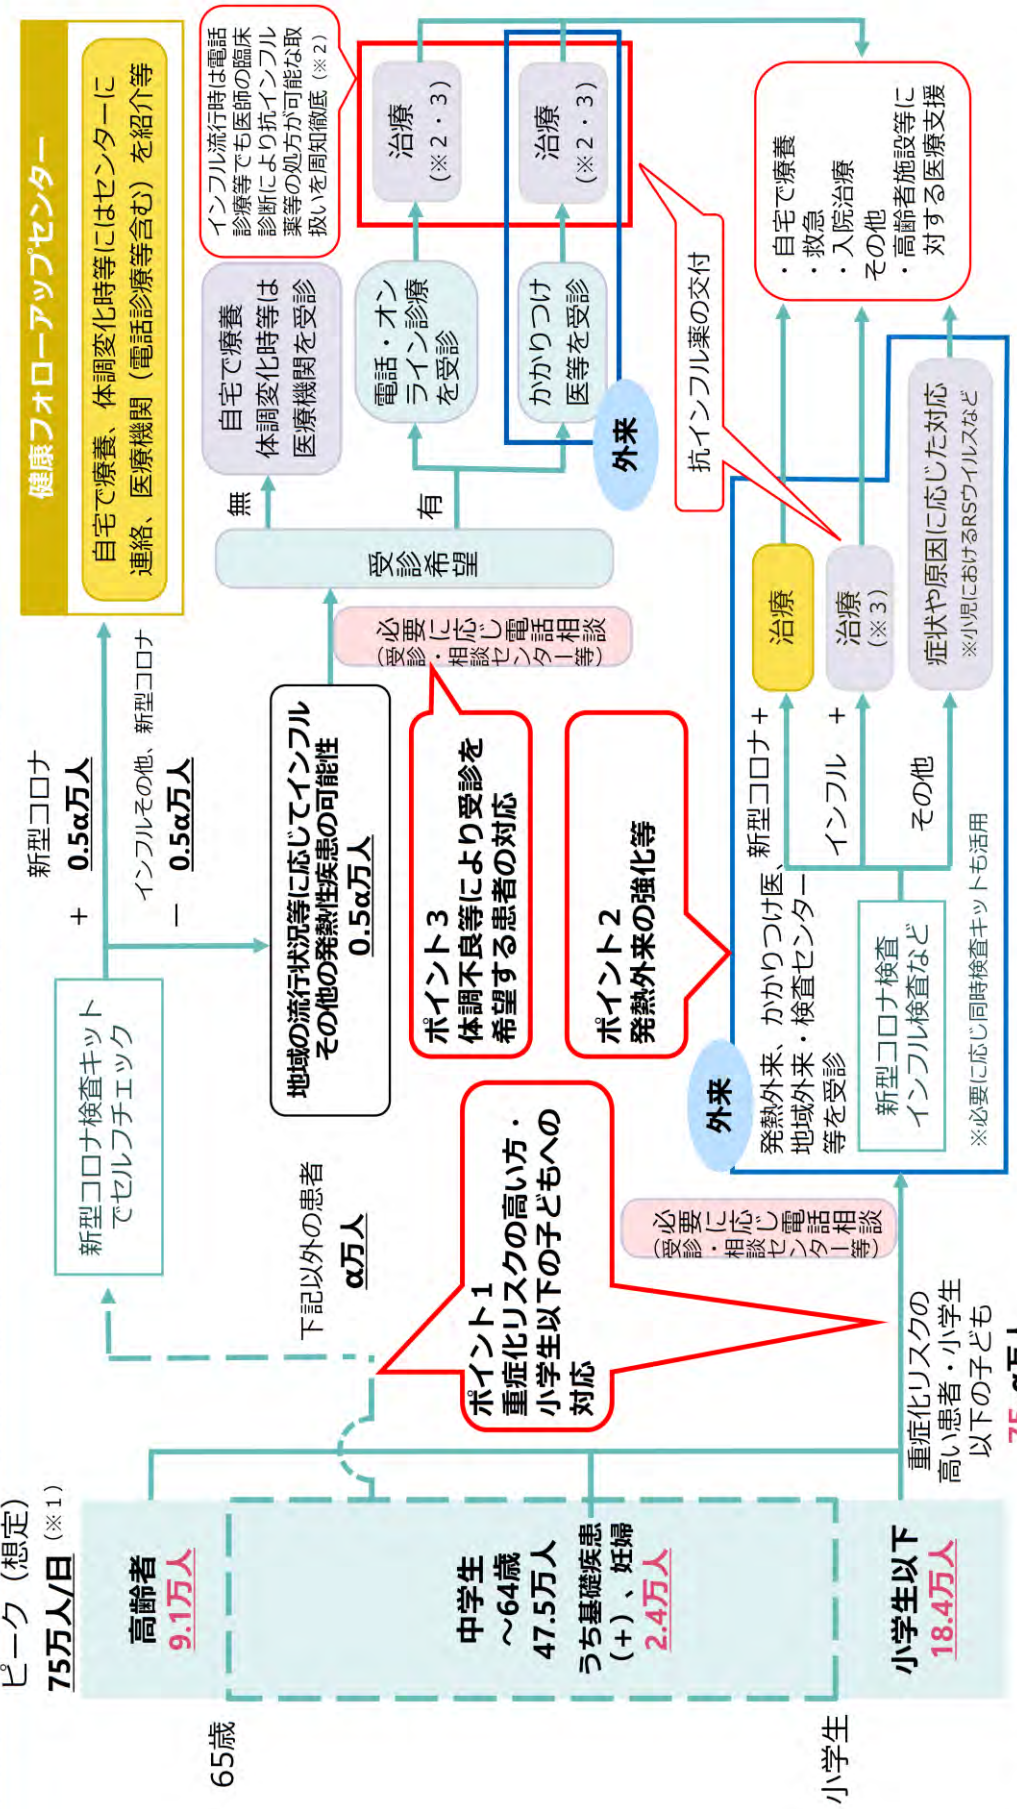 ピーク（想定）
75万人/日（※1）
65歳
小学生
高齢者
9.1万人
中学生
～64歳
47.5万人
うち基礎疾患
（+）、妊婦
2.4万人
小学生以下
18.4万人
下記以外の患者
α万人
重症化リスクの
高い患者・小学生
以下の子ども
ポイント1
重症化リスクの高い方・
小学生以下の子どもへの
対応
新型コロナ検査キット
でセルフチェック
新型コロナ
+
0.5α万人
インフルその他、新型コロナ
－
0.5α万人
健康フォローアップセンター
自宅で療養、体調変化時等にはセンターに
連絡、医療機関（電話診療等含む）を紹介等
地域の流行状況等に応じてインフル
その他の発熱性疾患の可能性
0.5α万人
必要に応じ電話相談
（受診・相談センター等）
ポイント3
体調不良等により受診を
希望する患者の対応
受診希望
無
有
自宅で療養
体調変化時等は
医療機関を受診
電話・オン
ライン診療
を受診
かかりつけ
医等を受診
外来
インフル流行時は電話
診療等でも医師の臨床
診断により抗インフル
薬等の処方が可能な取
扱いを周知徹底（※2）
治療
（※2・3）
治療
（※2・3）
ポイント2
発熱外来の強化等
必要に応じ電話相談
（受診・相談センター等）
外来
発熱外来、かかりつけ医、
地域外来・検査センター
等を受診
新型コロナ検査
インフル検査など
※必要に応じ同時検査キットも活用
新型コロナ+
インフル　+
その他
治療
治療
（※3）
症状や原因に応じた対応
※小児におけるRSウイルスなど
抗インフル薬の交付
・自宅で療養
・救急
・入院治療
その他
・高齢者施設等に
対する医療支援